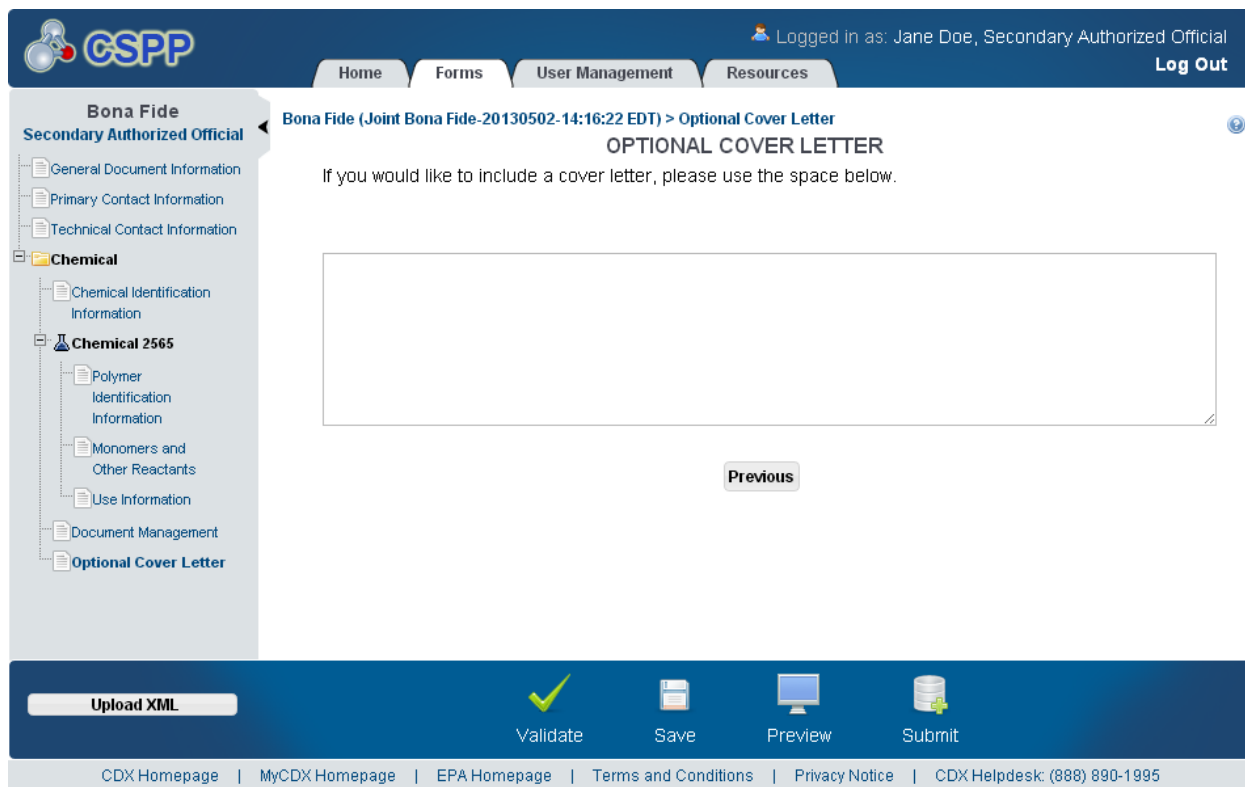 CSPP
Logged in as: Jane Doe, Secondary Authorized Official
Log Out
Home Forms User Management Resources
Bona Fide
Secondary Authorized Official
General Document Information
Primary Contact Information
Technical Contact Information
Chemical
Chemical Identification
Information
Chemical 2565
Polymer
Identification
Information
Monomers and
Other Reactants
Use Information
Document Management
Optional Cover Letter
Bona Fide (Joint Bona Fide-20130502-14:16:22 EDT) > Optional Cover Letter
OPTIONAL COVER LETTER
If you would like to include a cover letter, please use the space below.
Previous
Upload XML
Validate Save Preview Submit
CDX Homepage | MyCDX Homepage | EPA Homepage | Terms and Conditions | Privacy Notice | CDX Helpdesk: (888) 890-1995